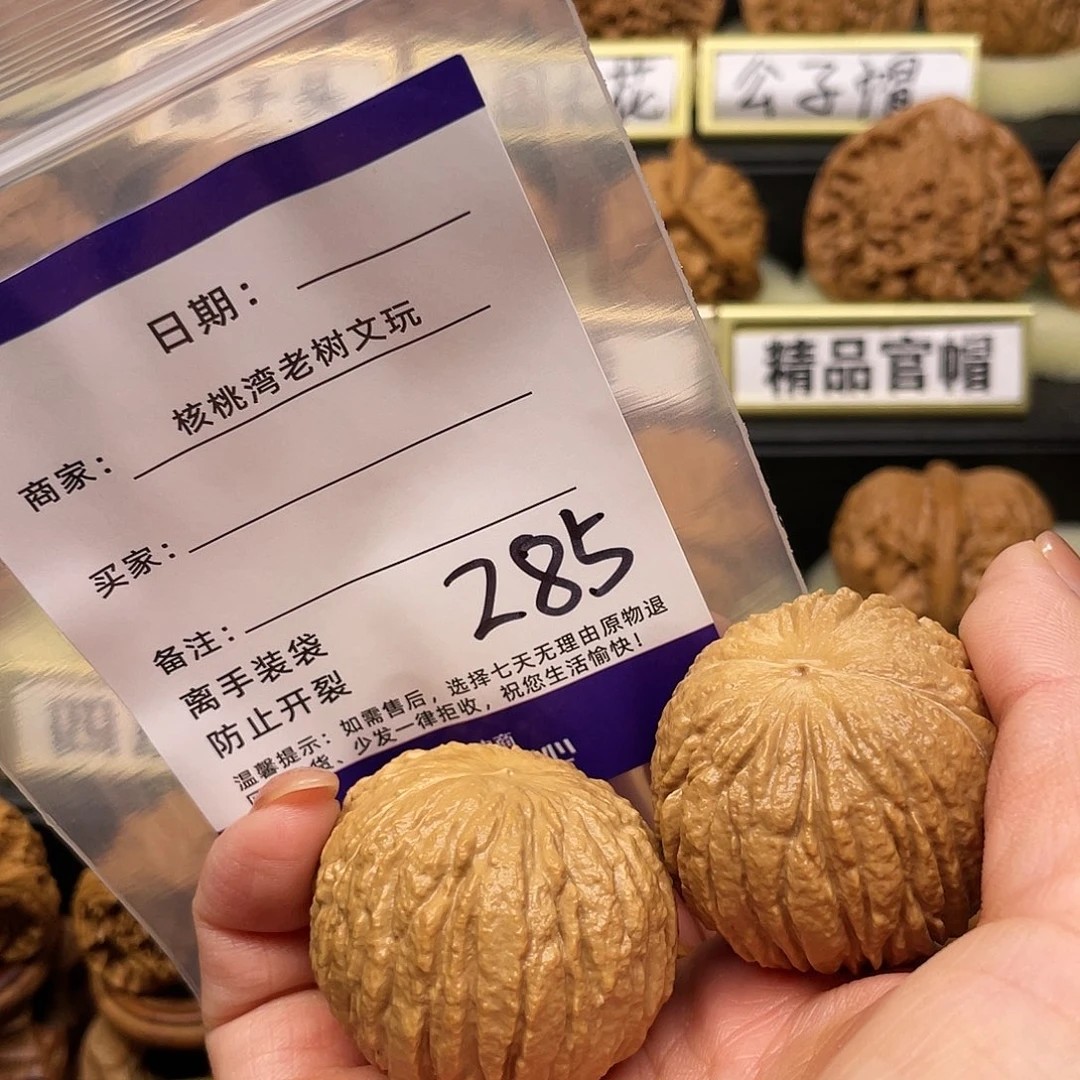 花
公子帽
精品官帽
日期：
商家：核桃湾老树文玩
买家：
备注：
285
离手装袋
防止开裂
温馨提示：如需售后，选择七天无理由原物退
袋、少发一律拒收，祝您生活愉快！